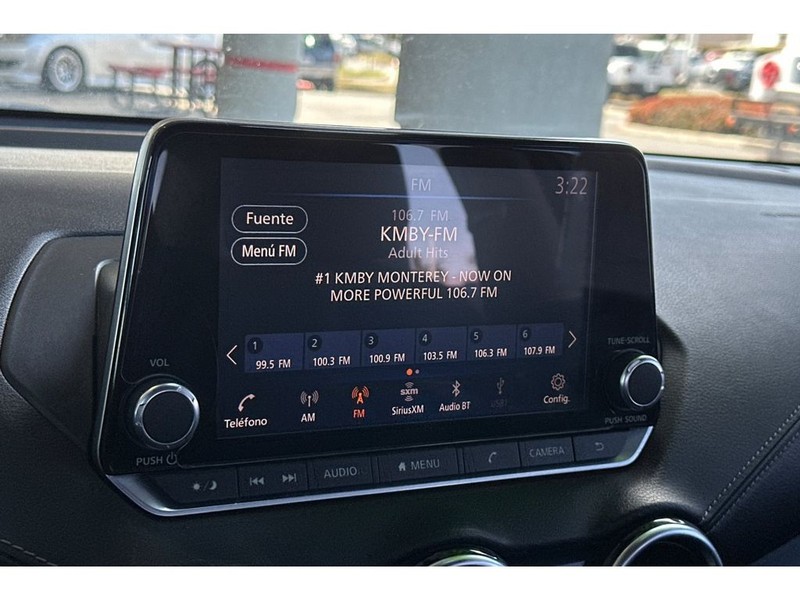 FM
3:22
Fuente
106.7 FM
KMBY-FM
Menú FM
Adult Hits
#1 KMBY MONTEREY - NOW ON
MORE POWERFUL 106.7 FM
1 2 3 4 5 6
99.5 FM 100.3 FM 100.9 FM 103.5 FM 106.3 FM 107.9 FM
VOL
TUNE·SCROLL
Teléfono
AM
FM
sxm
SiriusXM
Audio BT
Config.
PUSH
PUSH SOUND
AUDIO
MENU
CAMERA